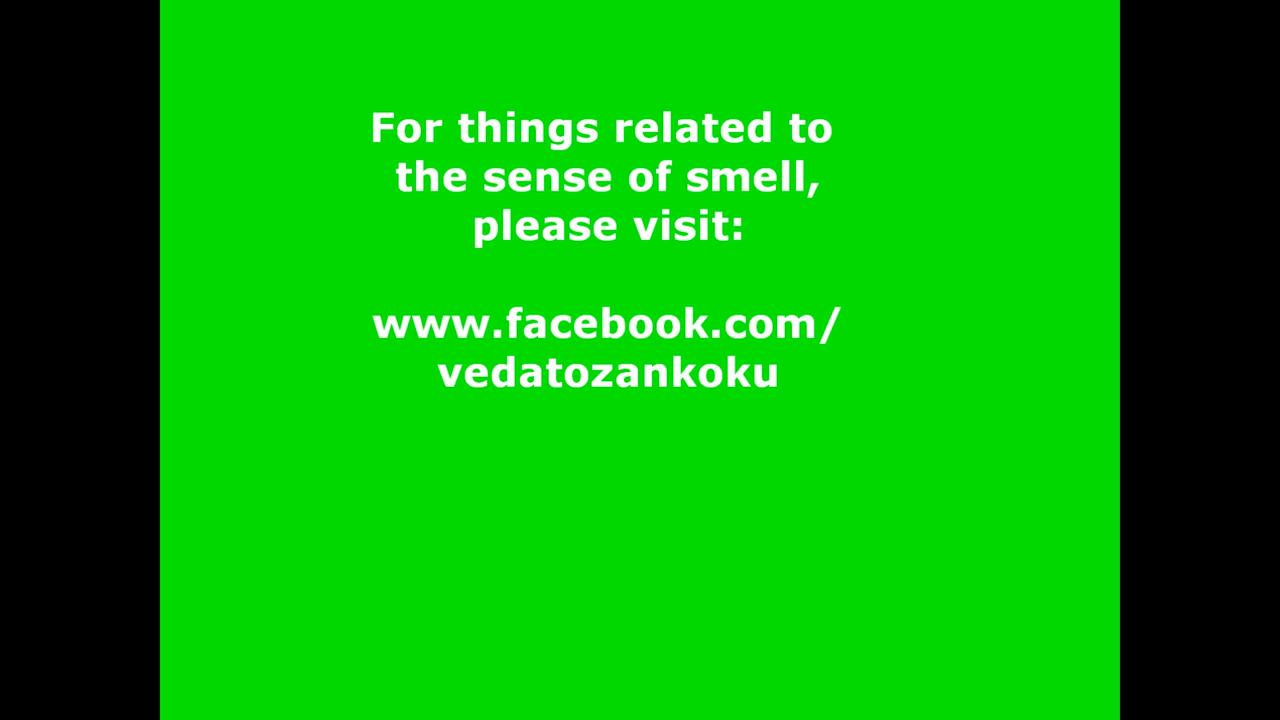 For things related to
the sense of smell,
please visit:
www.facebook.com/
vedatozankoku